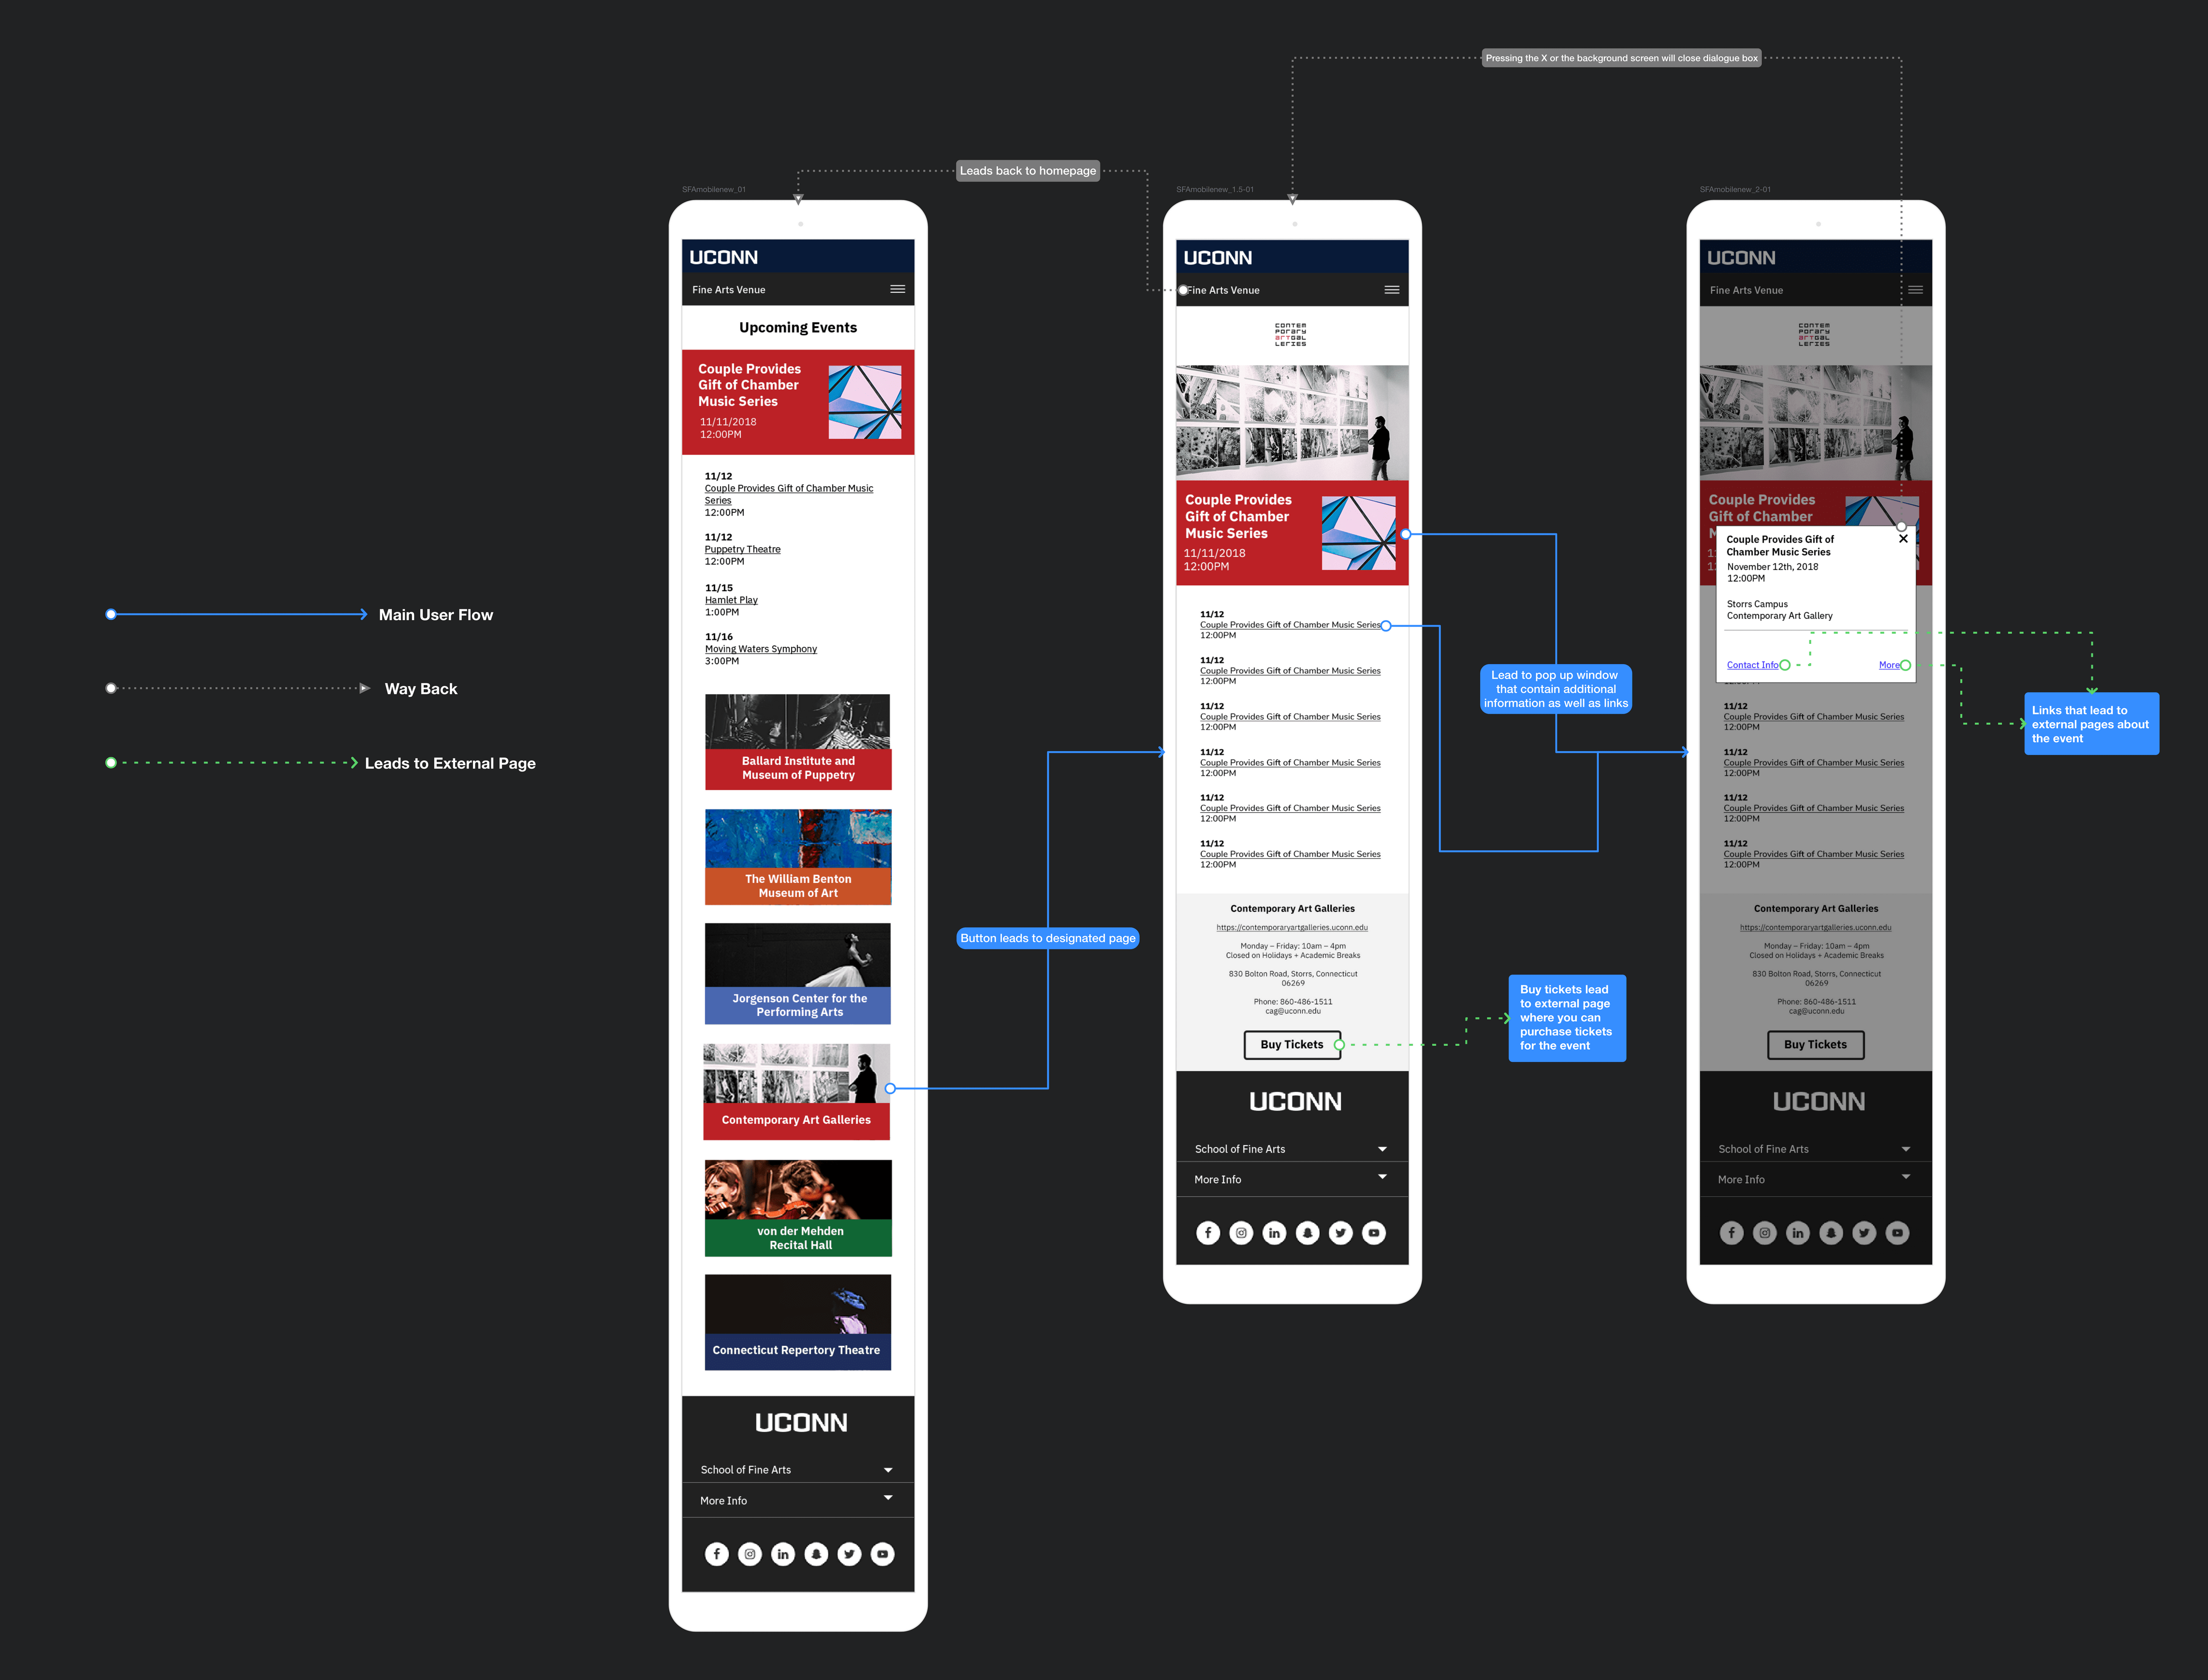 Pressing the X or the background screen will close dialogue box
Leads back to homepage
Main User Flow
Way Back
Leads to External Page
SFAmobilenew_01
UCONN
Fine Arts Venue
Upcoming Events
Couple Provides
Gift of Chamber
Music Series
11/11/2018
12:00PM
11/12
Couple Provides Gift of Chamber Music
Series
12:00PM
11/12
Puppetry Theatre
12:00PM
11/15
Hamlet Play
1:00PM
11/16
Moving Waters Symphony
3:00PM
Ballard Institute and
Museum of Puppetry
The William Benton
Museum of Art
Jorgenson Center for the
Performing Arts
Contemporary Art Galleries
von der Mehden
Recital Hall
Connecticut Repertory Theatre
UCONN
School of Fine Arts
More Info
Button leads to designated page
SFAmobilenew_1.5-01
UCONN
Fine Arts Venue
CONTEM
PORARY
ARTGAL
LERIES
Couple Provides
Gift of Chamber
Music Series
11/11/2018
12:00PM
11/12
Couple Provides Gift of Chamber Music Series
12:00PM
11/12
Couple Provides Gift of Chamber Music Series
12:00PM
11/12
Couple Provides Gift of Chamber Music Series
12:00PM
11/12
Couple Provides Gift of Chamber Music Series
12:00PM
11/12
Couple Provides Gift of Chamber Music Series
12:00PM
11/12
Couple Provides Gift of Chamber Music Series
12:00PM
Contemporary Art Galleries
https://contemporaryartgalleries.uconn.edu
Monday – Friday: 10am – 4pm
Closed on Holidays + Academic Breaks
830 Bolton Road, Storrs, Connecticut
06269
Phone: 860-486-1511
cag@uconn.edu
Buy Tickets
UCONN
School of Fine Arts
More Info
Lead to pop up window
that contain additional
information as well as links
Buy tickets lead
to external page
where you can
purchase tickets
for the event
SFAmobilenew_2-01
UCONN
Fine Arts Venue
CONTEM
PORARY
ARTGAL
LERIES
Couple Provides
Gift of Chamber
Couple Provides Gift of
Chamber Music Series
November 12th, 2018
12:00PM
Storrs Campus
Contemporary Art Gallery
Contact Info
More
11/12
Couple Provides Gift of Chamber Music Series
12:00PM
11/12
Couple Provides Gift of Chamber Music Series
12:00PM
11/12
Couple Provides Gift of Chamber Music Series
12:00PM
11/12
Couple Provides Gift of Chamber Music Series
12:00PM
Contemporary Art Galleries
https://contemporaryartgalleries.uconn.edu
Monday – Friday: 10am – 4pm
Closed on Holidays + Academic Breaks
830 Bolton Road, Storrs, Connecticut
06269
Phone: 860-486-1511
cag@uconn.edu
Buy Tickets
UCONN
School of Fine Arts
More Info
Links that lead to
external pages about
the event